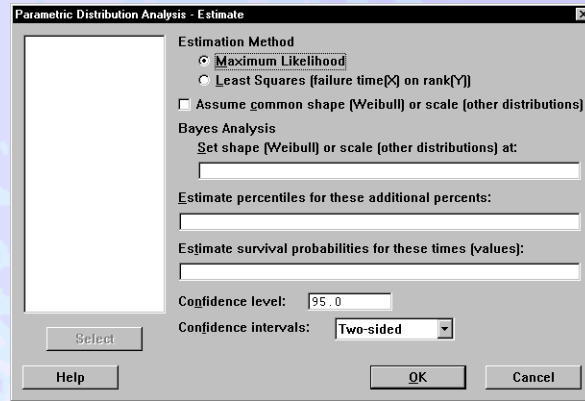 Parametric Distribution Analysis - Estimate
Estimation Method
Maximum Likelihood
Least Squares (failure time(X) on rank(Y))
Assume common shape (Weibull) or scale (other distributions)
Bayes Analysis
Set shape (Weibull) or scale (other distributions) at:
Estimate percentiles for these additional percents:
Estimate survival probabilities for these times (values):
Confidence level: 95.0
Confidence intervals: Two-sided
Select
Help OK Cancel